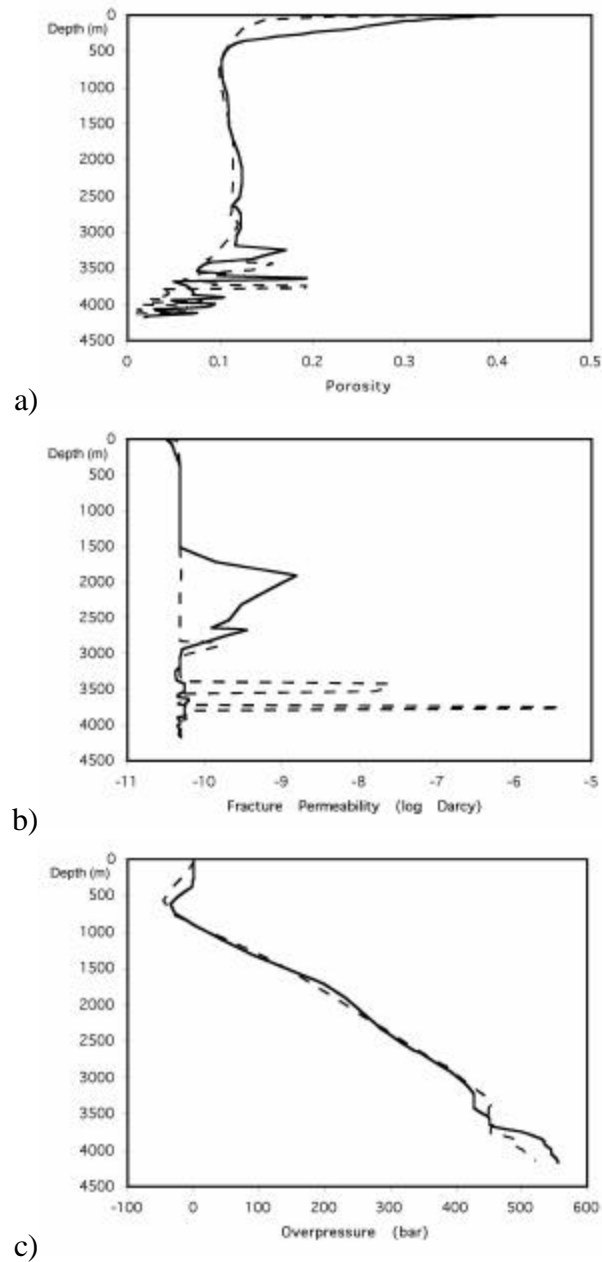 0
Depth (m)
500
1000
1500
2000
2500
3000
3500
4000
4500
0 0.1 0.2 0.3 0.4 0.5
Porosity
a)
0
Depth (m)
500
1000
1500
2000
2500
3000
3500
4000
4500
-11 -10 -9 -8 -7 -6 -5
Fracture Permeability (log Darcy)
b)
0
Depth (m)
500
1000
1500
2000
2500
3000
3500
4000
4500
-100 0 100 200 300 400 500 600
Overpressure (bar)
c)